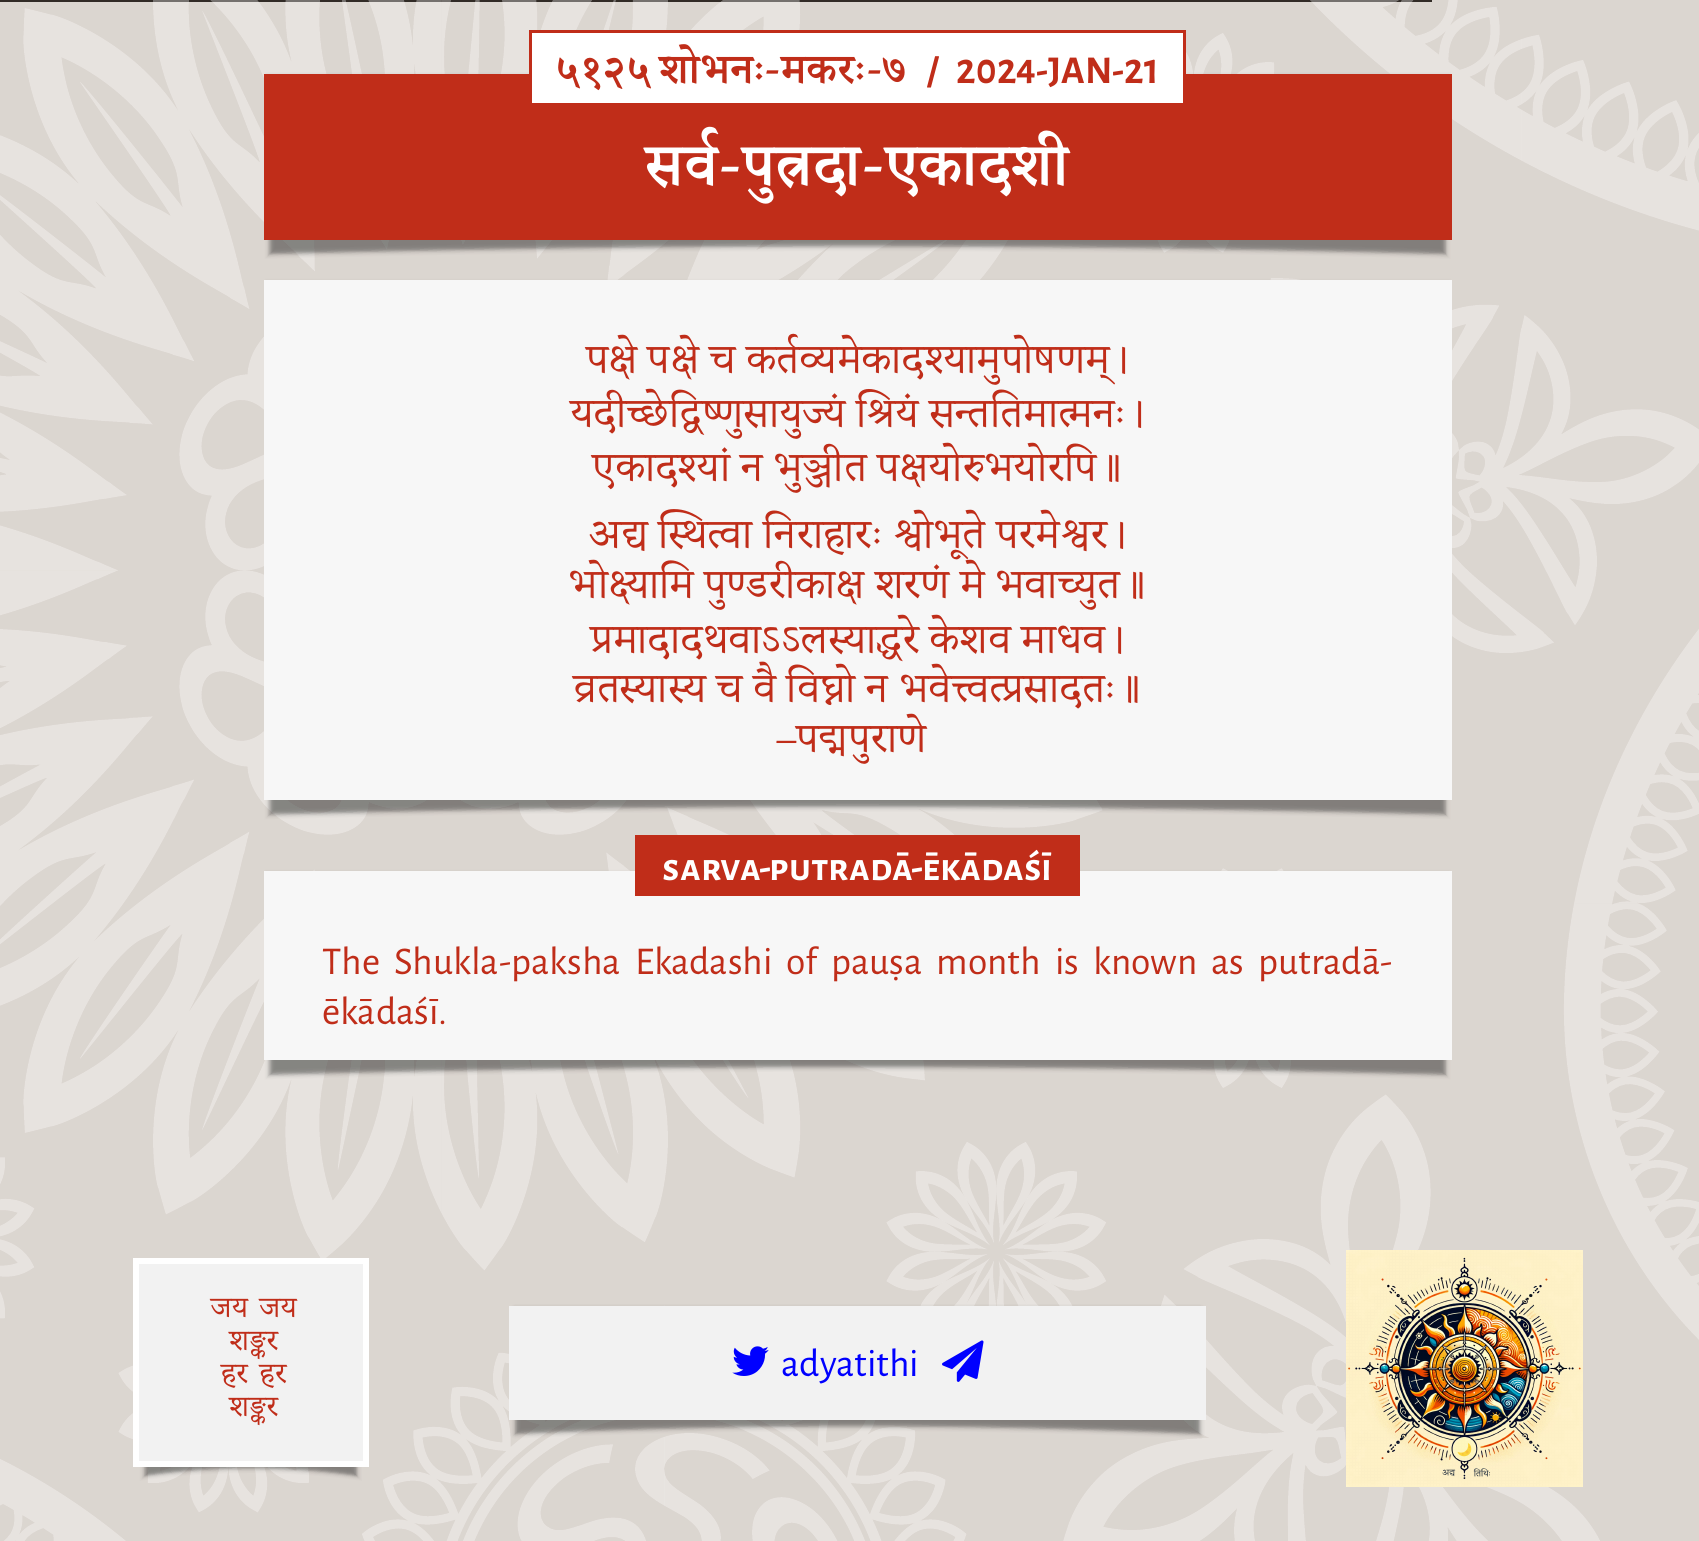 ५१२५ शोभनः-मकरः-७ / 2024-JAN-21
सर्व-पुत्रदा-एकादशी
पक्षे पक्षे च कर्तव्यमेकादश्यामुपोषणम्।
यदीच्छेद्विष्णुसायुज्यं श्रियं सन्ततिमात्मनः।
एकादश्यां न भुञ्जीत पक्षयोरुभयोरपि॥
अद्य स्थित्वा निराहारः श्वोभूते परमेश्वर।
भोक्ष्यामि पुण्डरीकाक्ष शरणं मे भवाच्युत॥
प्रमादादथवाऽऽलस्याद्धरे केशव माधव।
व्रतस्यास्य च वै विघ्नो न भवेत्त्वत्प्रसादतः॥
–पद्मपुराणे
SARVA-PUTRADĀ-ĒKĀDAŚĪ
The Shukla-paksha Ekadashi of pauṣa month is known as putradā-
ēkādaśī.
जय जय
शङ्कर
हर हर
शङ्कर
adyatithi
अद्य तिथिः